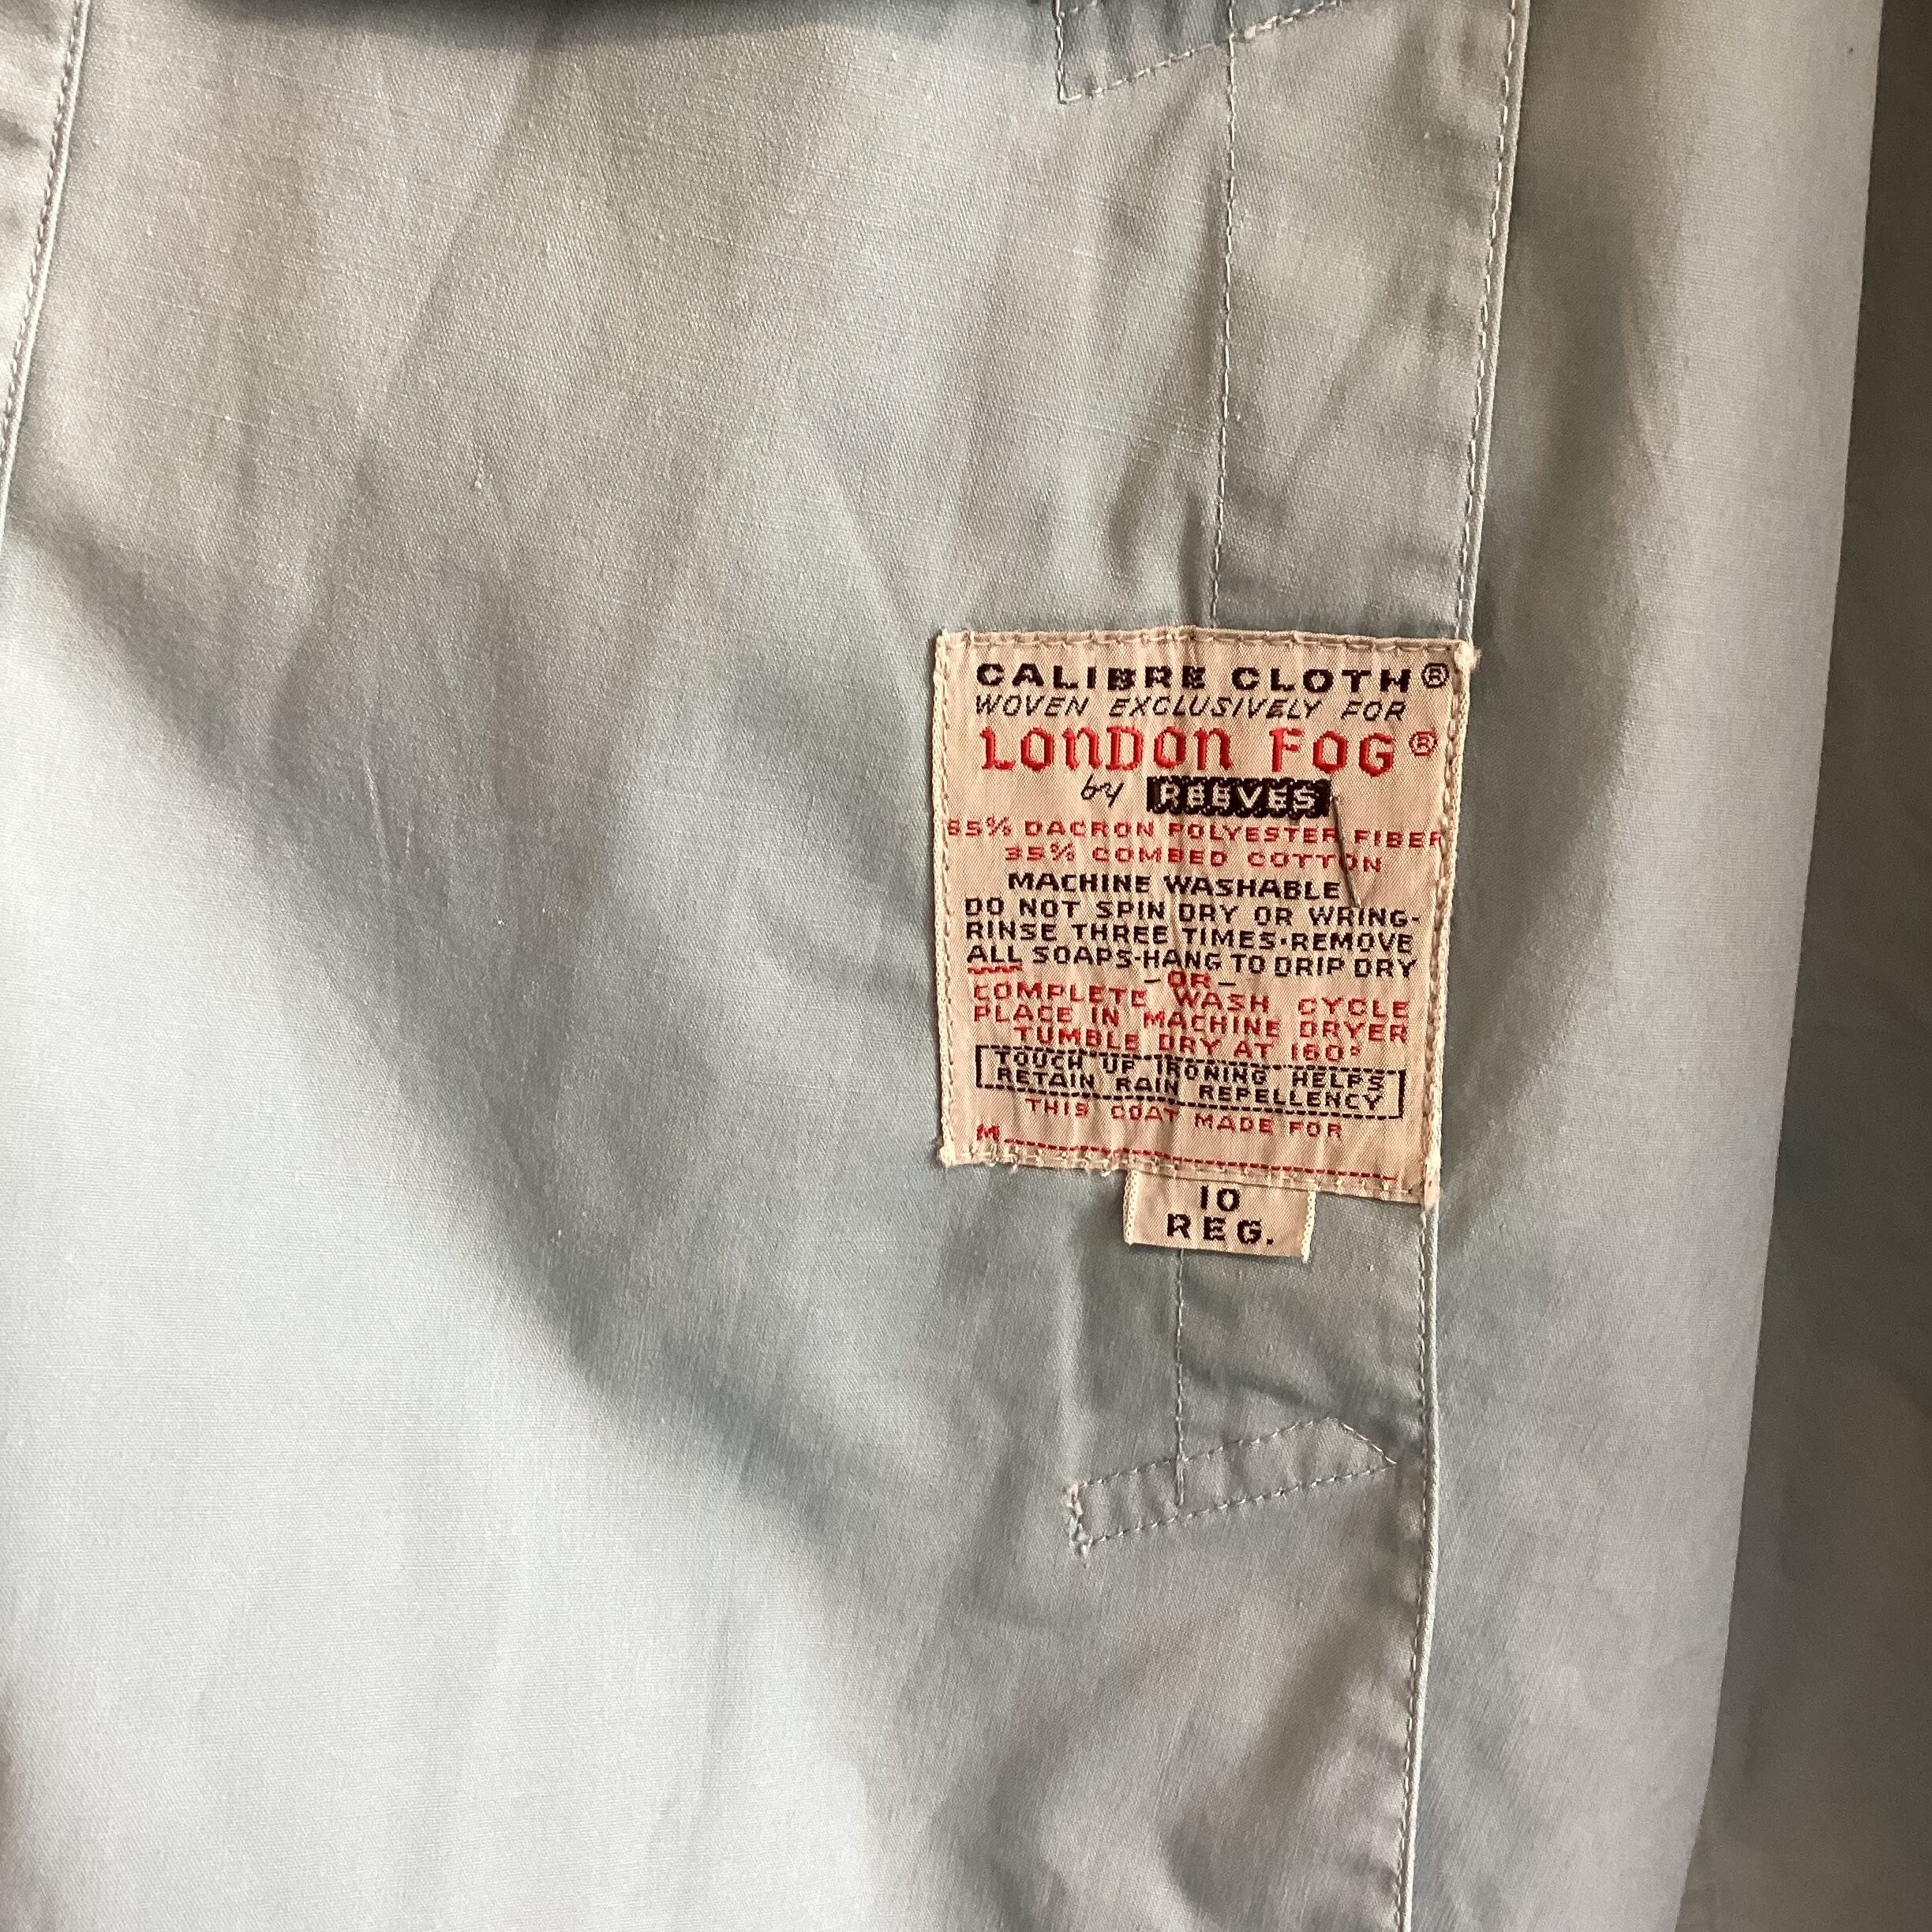 CALIBRE CLOTH®
WOVEN EXCLUSIVELY FOR
LONDON FOG®
by REEVES
65% DACRON POLYESTER FIBER
35% COMBED COTTON
MACHINE WASHABLE
DO NOT SPIN DRY OR WRING-
RINSE THREE TIMES·REMOVE
ALL SOAPS-HANG TO DRIP DRY
-OR-
COMPLETE WASH CYCLE
PLACE IN MACHINE DRYER
TUMBLE DRY AT 160°
TOUCH UP IRONING HELPS
RETAIN RAIN REPELLENCY
THIS COAT MADE FOR
M
10
REG.